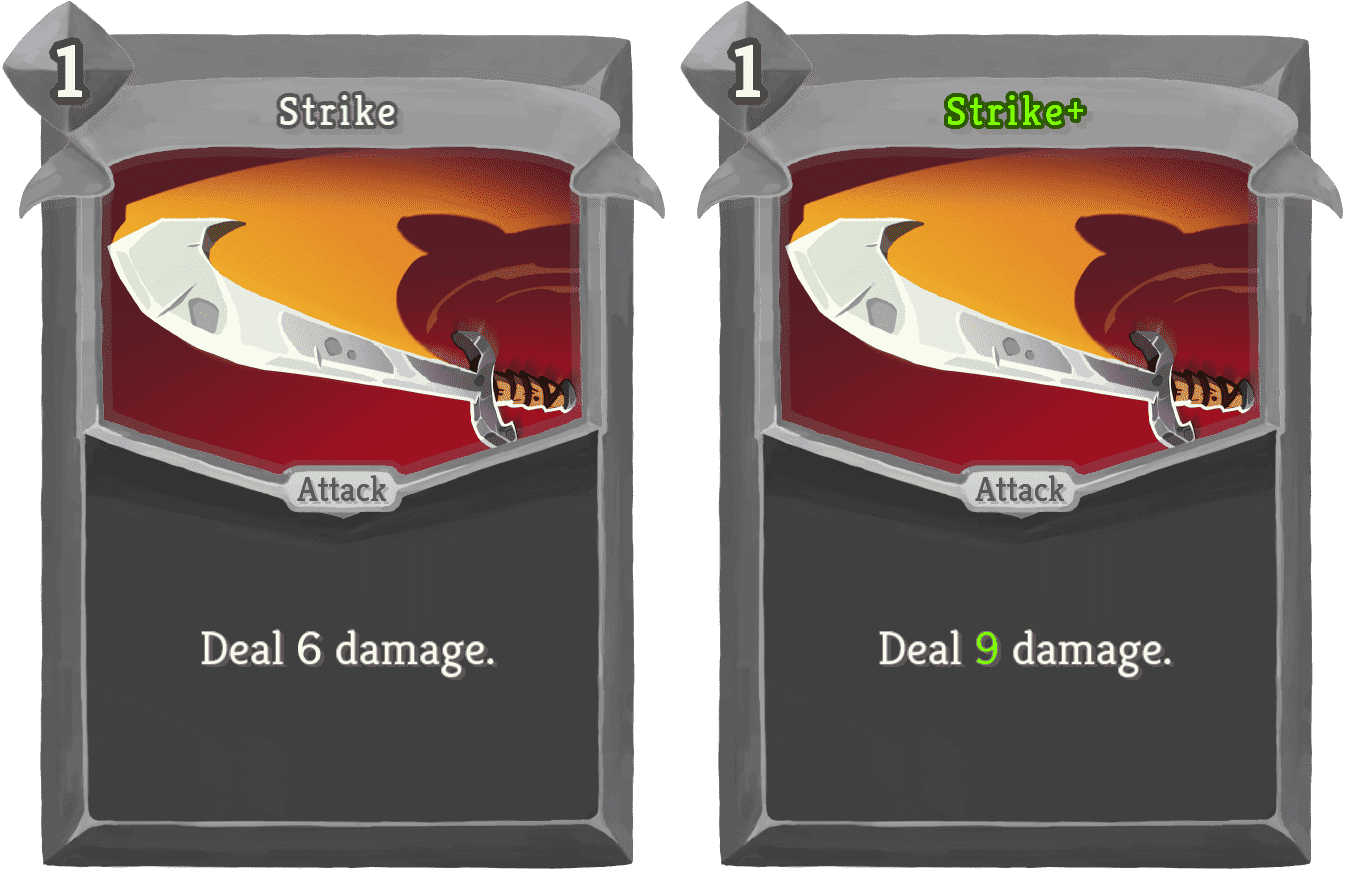 1
Strike
Attack
Deal 6 damage.
1
Strike+
Attack
Deal 9 damage.